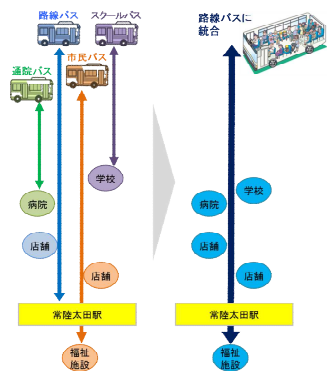 路線バス
スクールバス
通院バス
市民バス
学校
病院
店舗
店舗
常陸太田駅
福祉
施設
路線バスに
統合
学校
病院
店舗
店舗
常陸太田駅
福祉
施設